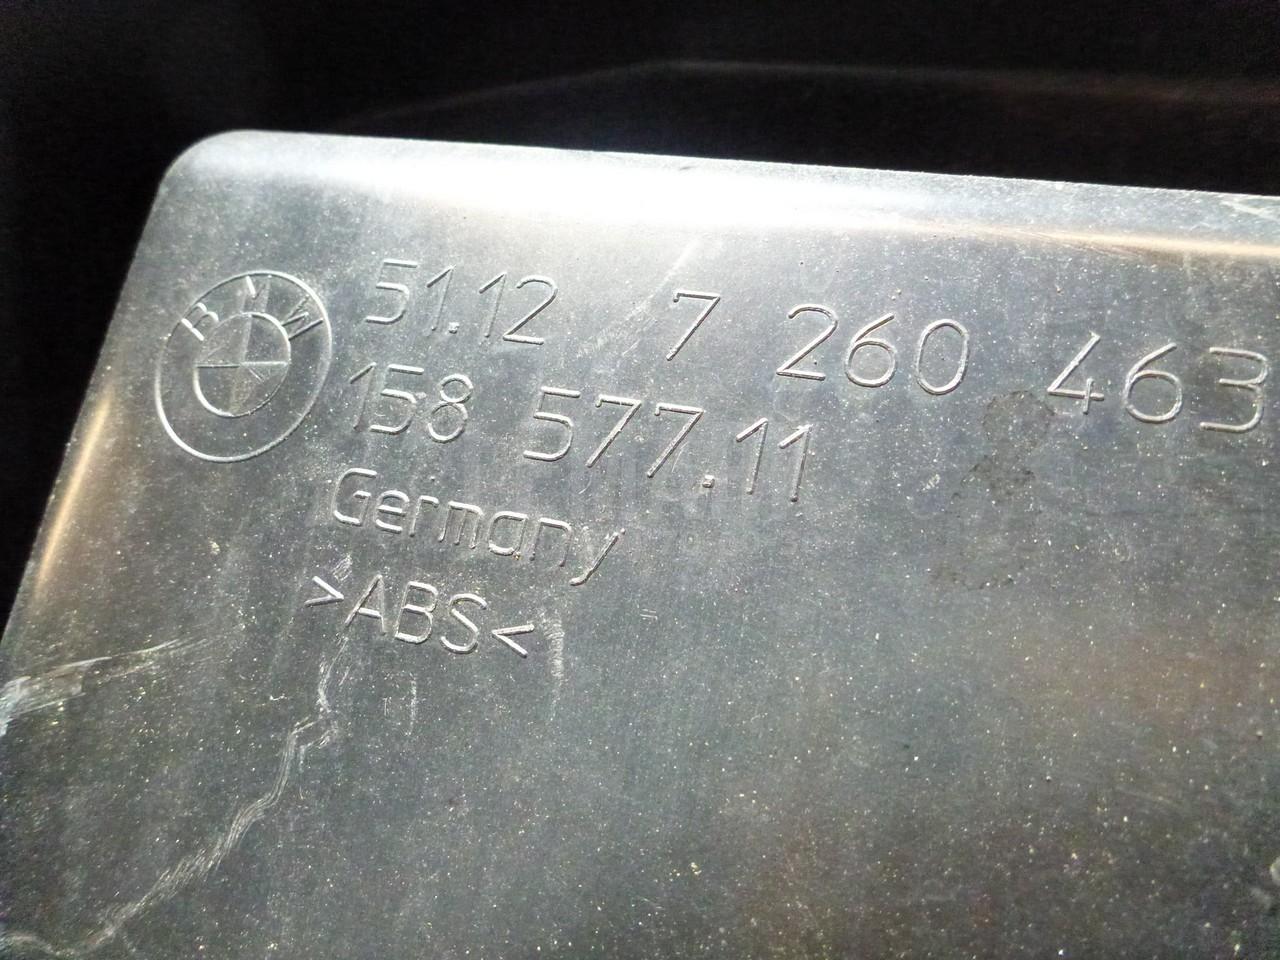 BMW
51.12 7 260 463
158 577.11
Germany
>ABS<